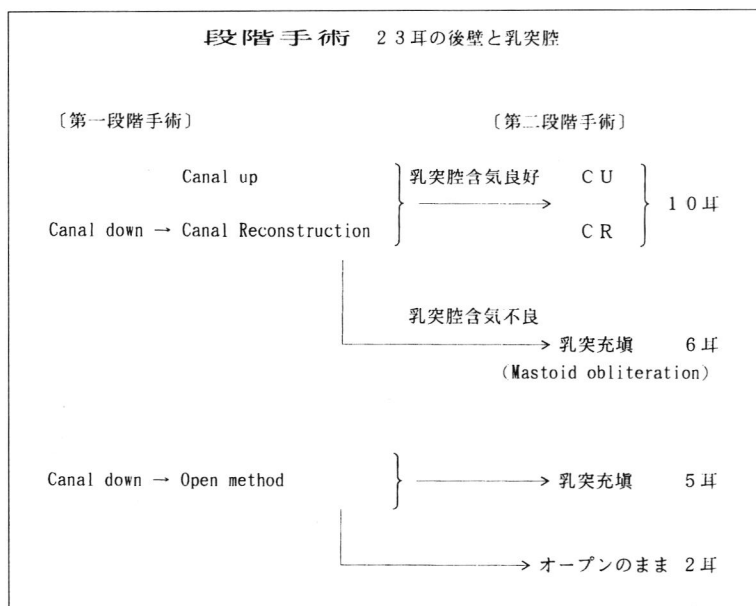 段階手術 23耳の後壁と乳突腔
〔第一段階手術〕 〔第二段階手術〕
Canal up 乳突腔含気良好 CU
10耳
Canal down → Canal Reconstruction CR
乳突腔含気不良
乳突充塡 6耳
(Mastoid obliteration)
Canal down → Open method 乳突充塡 5耳
オープンのまま 2耳